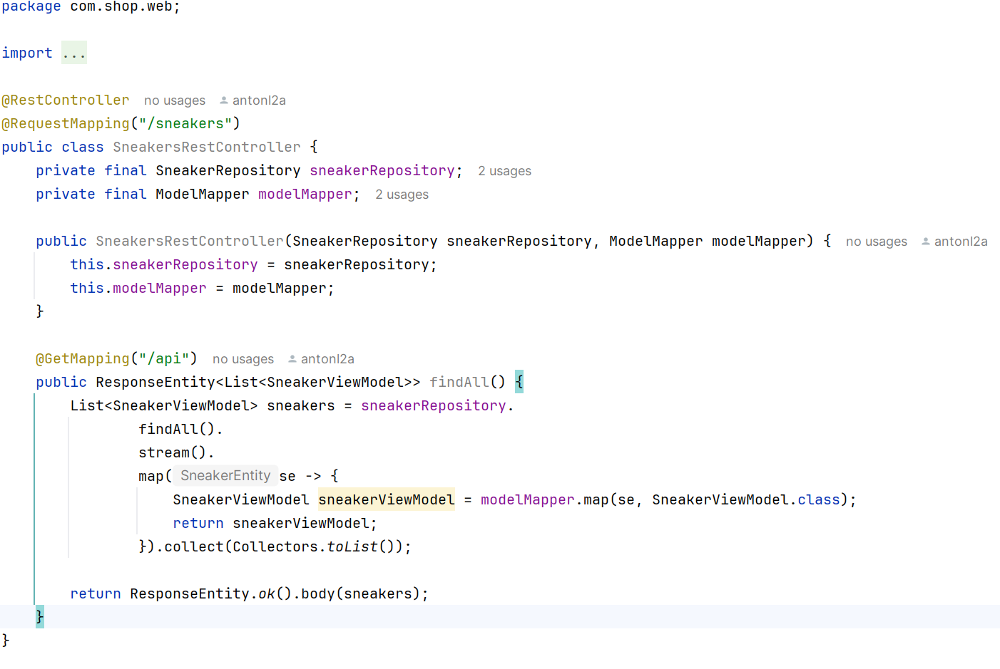 package com.shop.web;
import ...
@RestController no usages antonl2a
@RequestMapping("/sneakers")
public class SneakersRestController {
private final SneakerRepository sneakerRepository; 2 usages
private final ModelMapper modelMapper; 2 usages
public SneakersRestController(SneakerRepository sneakerRepository, ModelMapper modelMapper) { no usages antonl2a
this.sneakerRepository = sneakerRepository;
this.modelMapper = modelMapper;
}
@GetMapping("/api") no usages antonl2a
public ResponseEntity<List<SneakerViewModel>> findAll() {
List<SneakerViewModel> sneakers = sneakerRepository.
findAll().
stream().
map( SneakerEntity se -> {
SneakerViewModel sneakerViewModel = modelMapper.map(se, SneakerViewModel.class);
return sneakerViewModel;
}).collect(Collectors.toList());
return ResponseEntity.ok().body(sneakers);
}
}